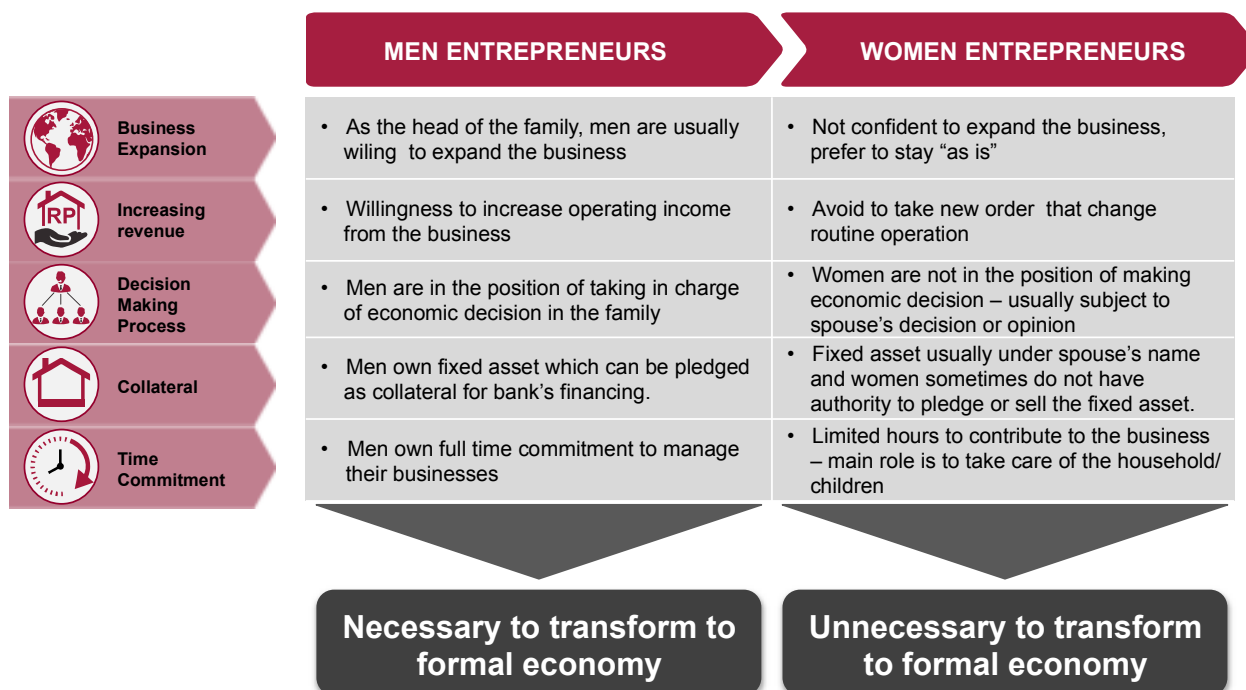 MEN ENTREPRENEURS
WOMEN ENTREPRENEURS
Business
Expansion
• As the head of the family, men are usually
wiling to expand the business
• Not confident to expand the business,
prefer to stay “as is”
RP
Increasing
revenue
• Willingness to increase operating income
from the business
• Avoid to take new order that change
routine operation
Decision
Making
Process
• Men are in the position of taking in charge
of economic decision in the family
• Women are not in the position of making
economic decision – usually subject to
spouse’s decision or opinion
Collateral
• Men own fixed asset which can be pledged
as collateral for bank’s financing.
• Fixed asset usually under spouse’s name
and women sometimes do not have
authority to pledge or sell the fixed asset.
Time
Commitment
• Men own full time commitment to manage
their businesses
• Limited hours to contribute to the business
– main role is to take care of the household/
children
Necessary to transform to
formal economy
Unnecessary to transform
to formal economy